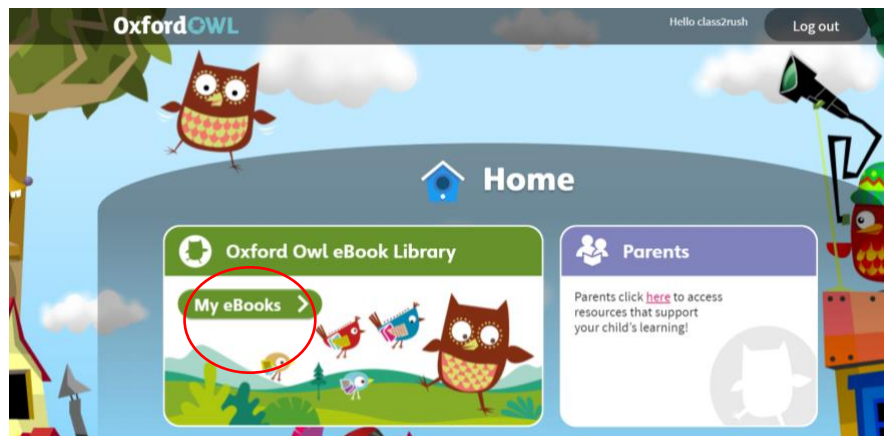 OxfordOWL
Hello class2rush
Log out
Home
Oxford Owl eBook Library
Parents
My eBooks
Parents click here to access
resources that support
your child's learning!